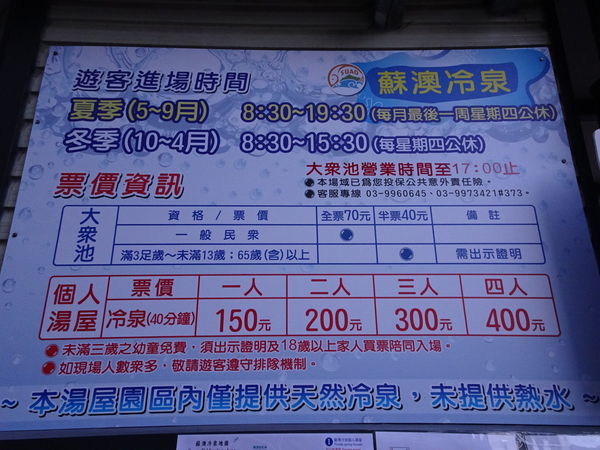 SUAO
蘇澳冷泉
遊客進場時間
夏季(5~9月) 8:30~19:30(每月最後一周星期四公休)
冬季(10~4月) 8:30~15:30(每星期四公休)
大眾池營業時間至17:00止
票價資訊
●本場域已為您投保公共意外責任險。
●客服專線 03-9960645、03-9973421#373。
大眾池
資格/票價 全票70元 半票40元 備註
一般民眾 ●
滿3足歲~未滿13歲：65歲(含)以上 ● 需出示證明
個人湯屋
票價 一人 二人 三人 四人
冷泉(40分鐘) 150元 200元 300元 400元
●未滿三歲之幼童免費，須出示證明及18歲以上家人買票陪同入場。
●如現場人數眾多，敬請遊客遵守排隊機制。
~ 本湯屋園區內僅提供天然冷泉，未提供熱水 ~